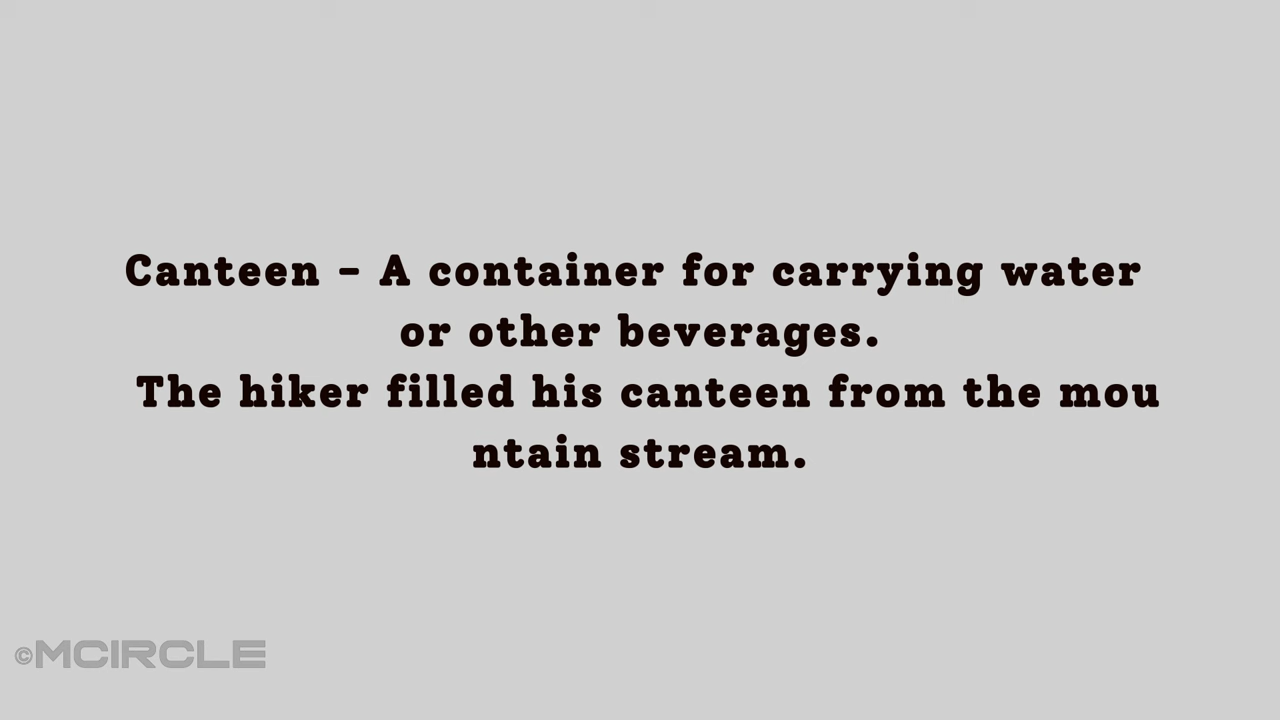 Canteen - A container for carrying water
or other beverages.
The hiker filled his canteen from the mou
ntain stream.
©MCIRCLE